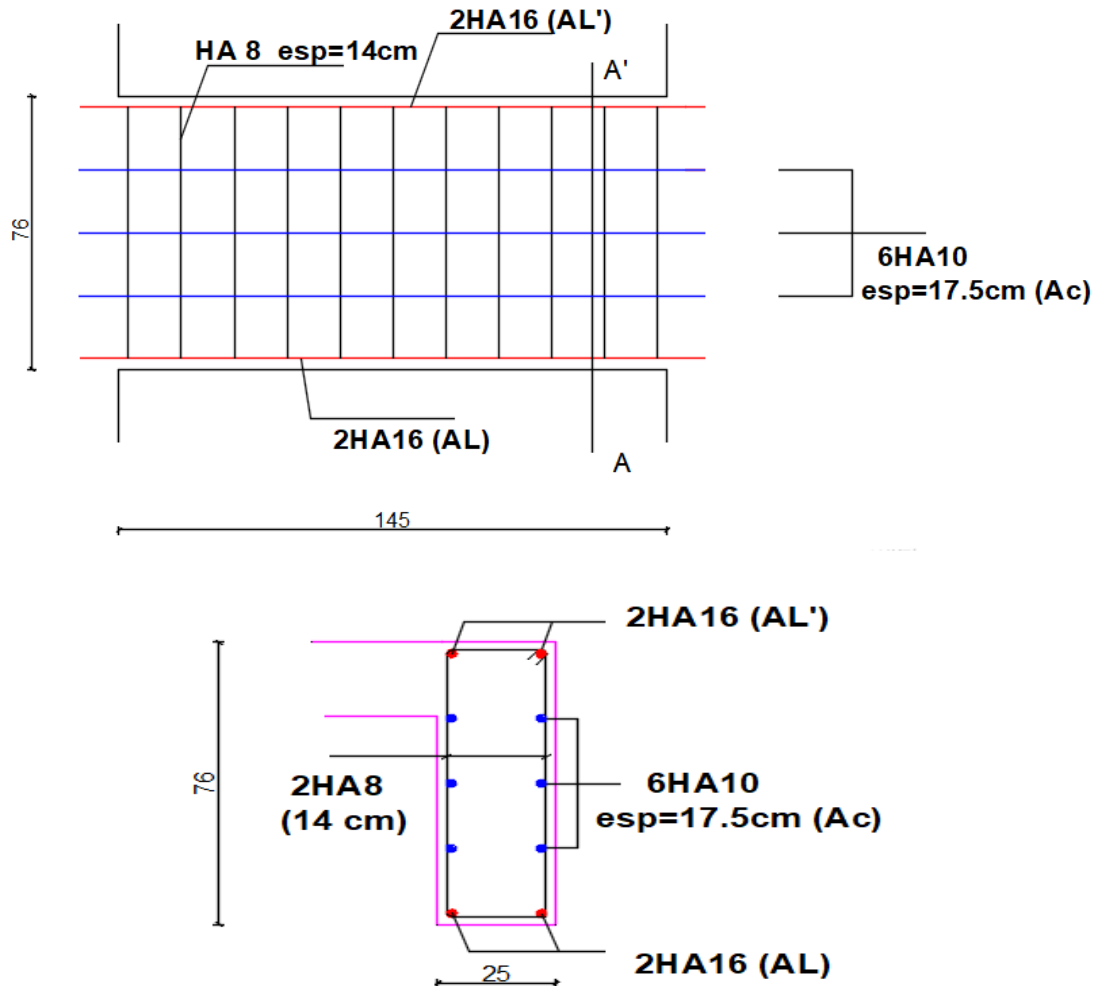 2HA16 (AL')
HA 8 esp=14cm
A'
76
6HA10
esp=17.5cm (Ac)
2HA16 (AL)
A
145
2HA16 (AL')
76
2HA8
(14 cm)
6HA10
esp=17.5cm (Ac)
2HA16 (AL)
25